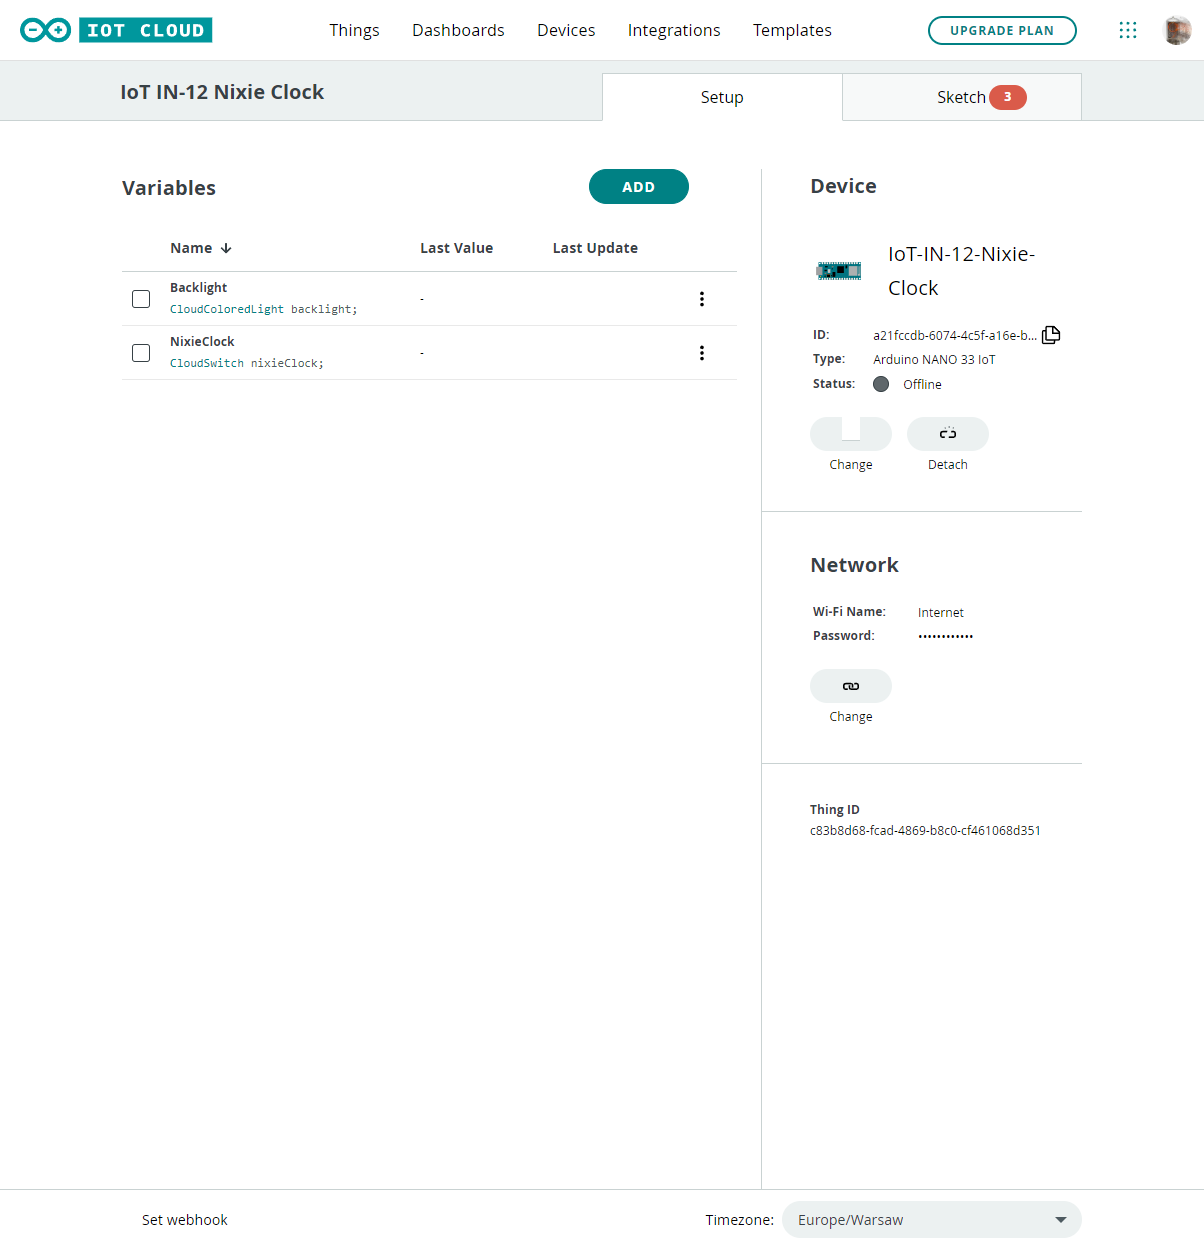 IOT CLOUD
Things Dashboards Devices Integrations Templates UPGRADE PLAN
IoT IN-12 Nixie Clock
Setup
Sketch 3
Variables
ADD
Name Last Value Last Update
Backlight
CloudColoredLight backlight;
-
NixieClock
CloudSwitch nixieClock;
-
Device
IoT-IN-12-Nixie-
Clock
ID: a21fccdb-6074-4c5f-a16e-b...
Type: Arduino NANO 33 IoT
Status: Offline
Change Detach
Network
Wi-Fi Name: Internet
Password: ••••••••••••
Change
Thing ID
c83b8d68-fcad-4869-b8c0-cf461068d351
Set webhook
Timezone: Europe/Warsaw